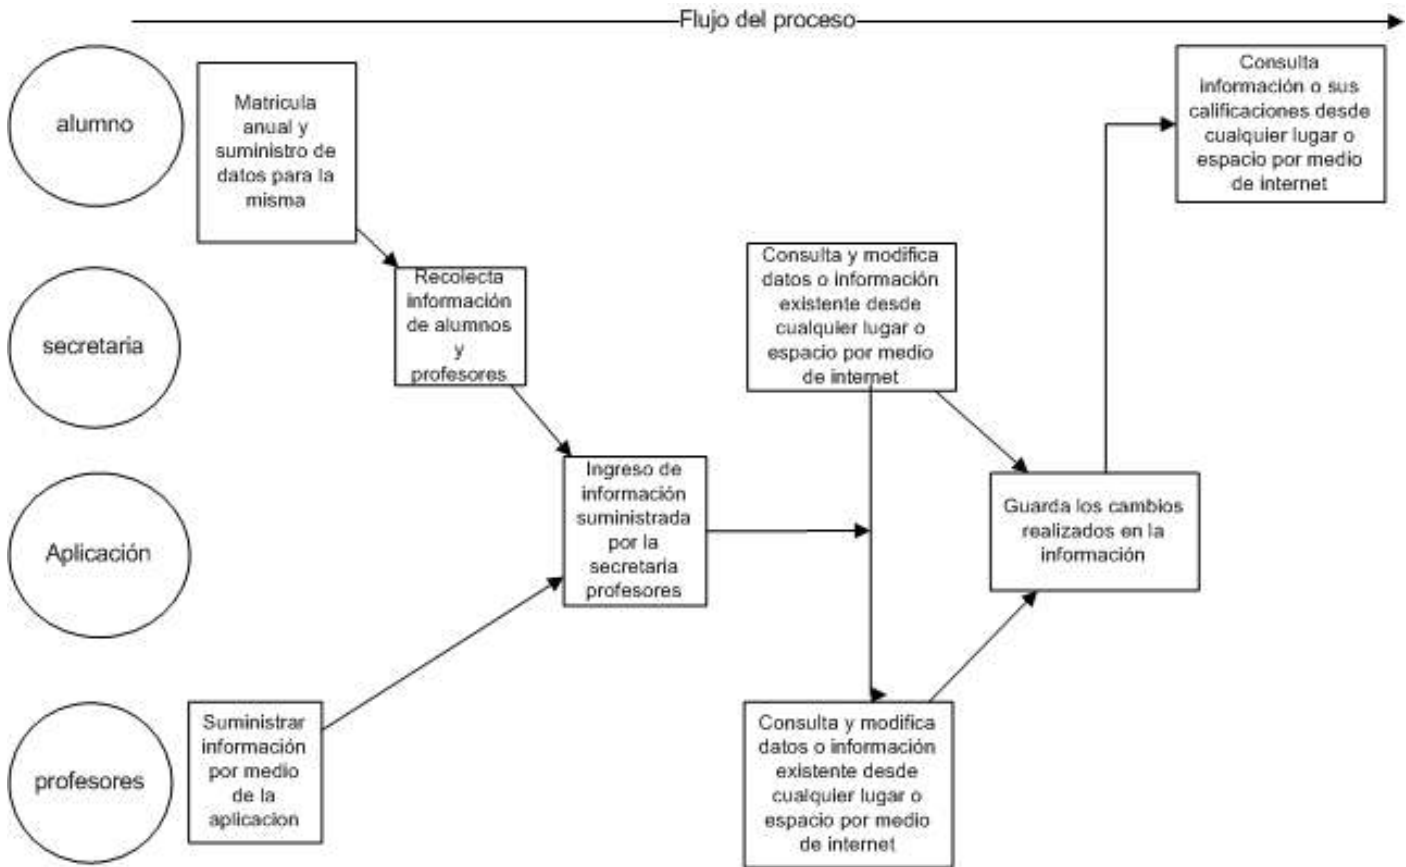 Flujo del proceso
alumno
Matricula
anual y
suministro de
datos para la
misma
Consulta
información o sus
calificaciones desde
cualquier lugar o
espacio por medio
de internet
secretaria
Recolecta
información
de alumnos
y
profesores
Consulta y modifica
datos o información
existente desde
cualquier lugar o
espacio por medio
de internet
Aplicación
Ingreso de
información
suministrada
por la
secretaria
profesores
Guarda los cambios
realizados en la
información
profesores
Suministrar
información
por medio
de la
aplicacion
Consulta y modifica
datos o información
existente desde
cualquier lugar o
espacio por medio
de internet